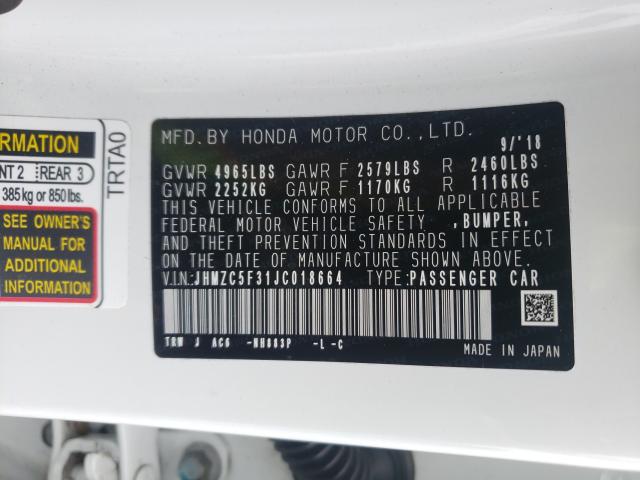 RMATION
NT 2 REAR 3
385 kg or 850 lbs.
SEE OWNER'S
MANUAL FOR
ADDITIONAL
INFORMATION
TRTA0
MFD. BY HONDA MOTOR CO., LTD. 9/'18
GVWR 4965LBS GAWR F 2579LBS R 2460LBS
GVWR 2252KG GAWR F 1170KG R 1116KG
THIS VEHICLE CONFORMS TO ALL APPLICABLE
FEDERAL MOTOR VEHICLE SAFETY ,BUMPER,
AND THEFT PREVENTION STANDARDS IN EFFECT
ON THE DATE OF MANUFACTURE SHOWN ABOVE.
V.I.N:JHMZC5F31JC018664 TYPE:PASSENGER CAR
TRW J AC6 -NH883P -L -C
MADE IN JAPAN